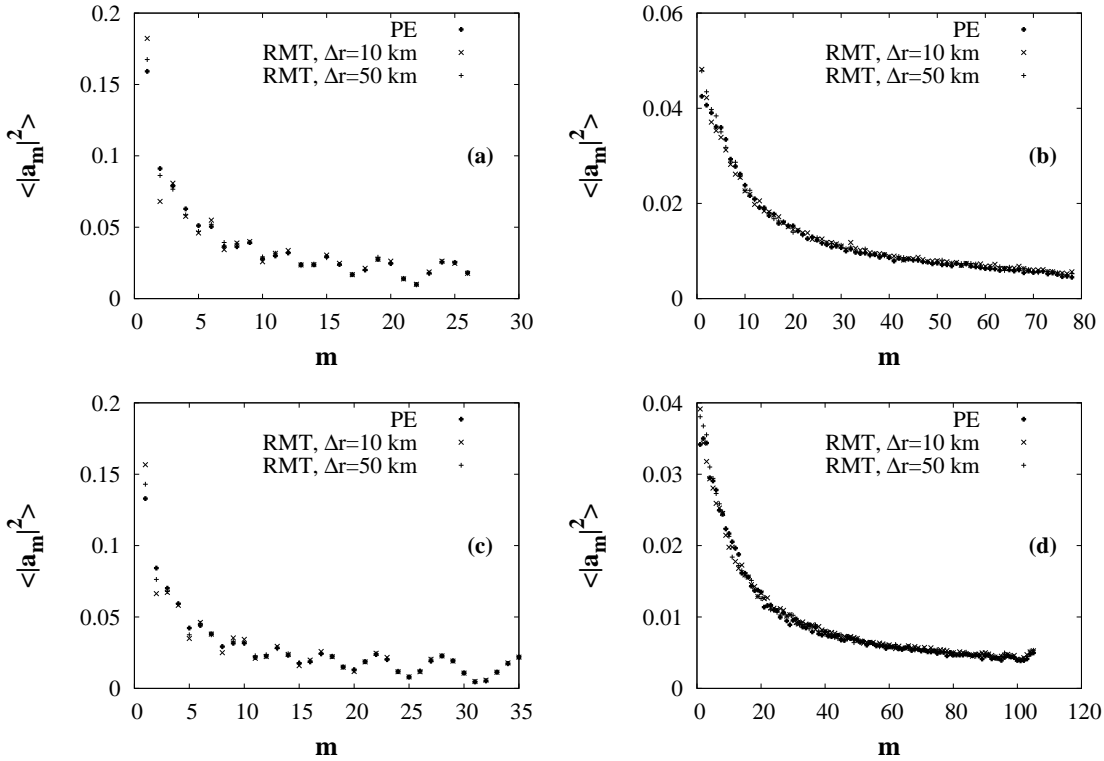 0.2
0.15
0.1
0.05
0
0 5 10 15 20 25 30
<|a_m|^2>
m
PE
RMT, Δr=10 km
RMT, Δr=50 km
(a)
0.06
0.04
0.02
0
0 10 20 30 40 50 60 70 80
<|a_m|^2>
m
PE
RMT, Δr=10 km
RMT, Δr=50 km
(b)
0.2
0.15
0.1
0.05
0
0 5 10 15 20 25 30 35
<|a_m|^2>
m
PE
RMT, Δr=10 km
RMT, Δr=50 km
(c)
0.04
0.03
0.02
0.01
0
0 20 40 60 80 100 120
<|a_m|^2>
m
PE
RMT, Δr=10 km
RMT, Δr=50 km
(d)